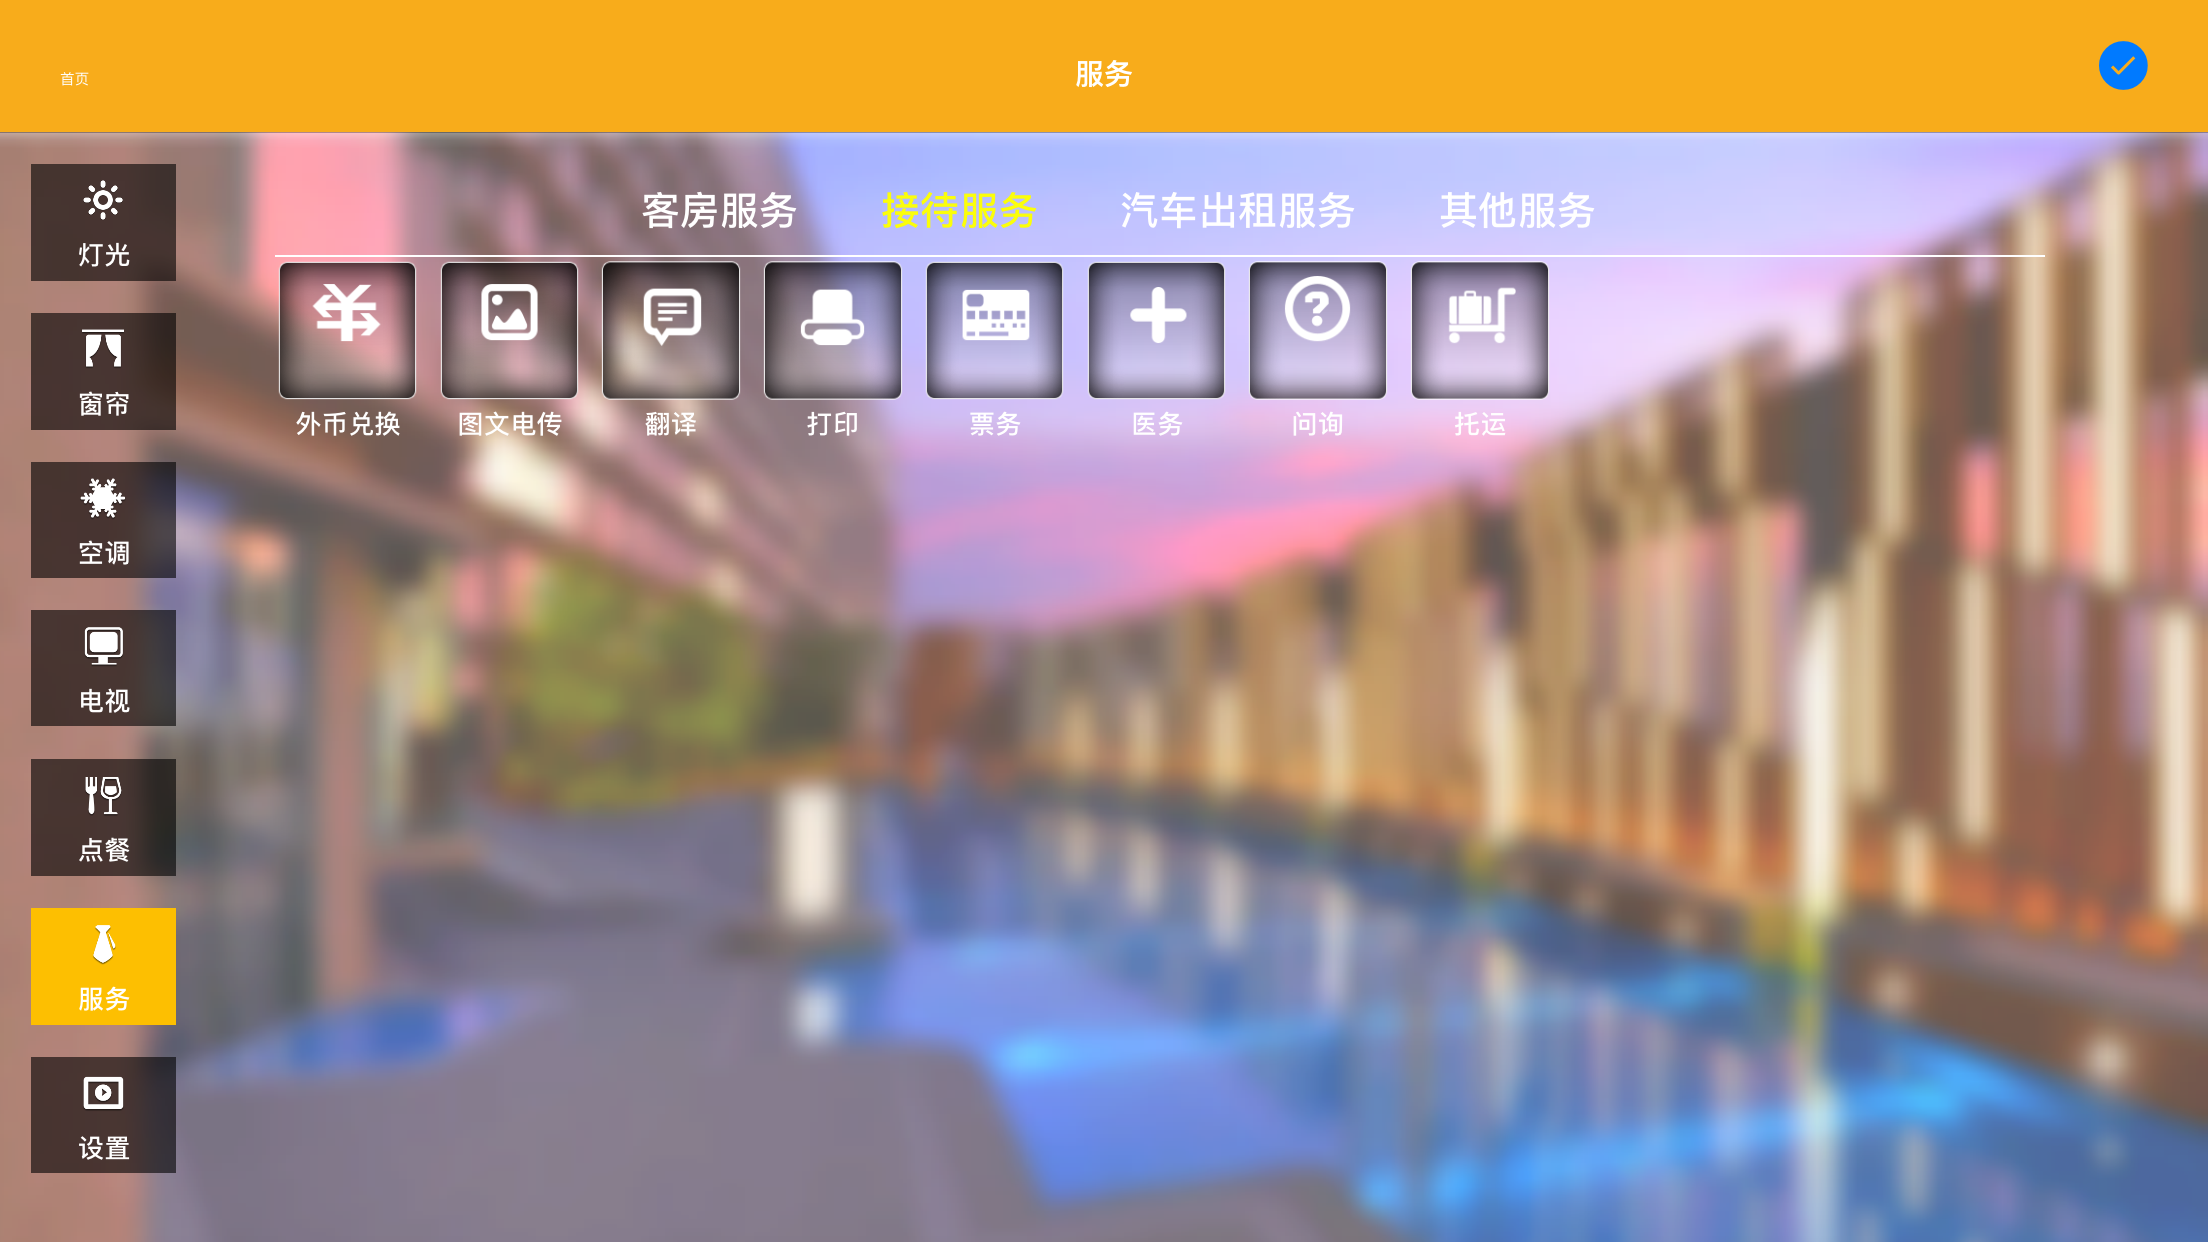 首页
服务
灯光
窗帘
空调
电视
点餐
服务
设置
客房服务 接待服务 汽车出租服务 其他服务
外币兑换 图文电传 翻译 打印 票务 医务 问询 托运